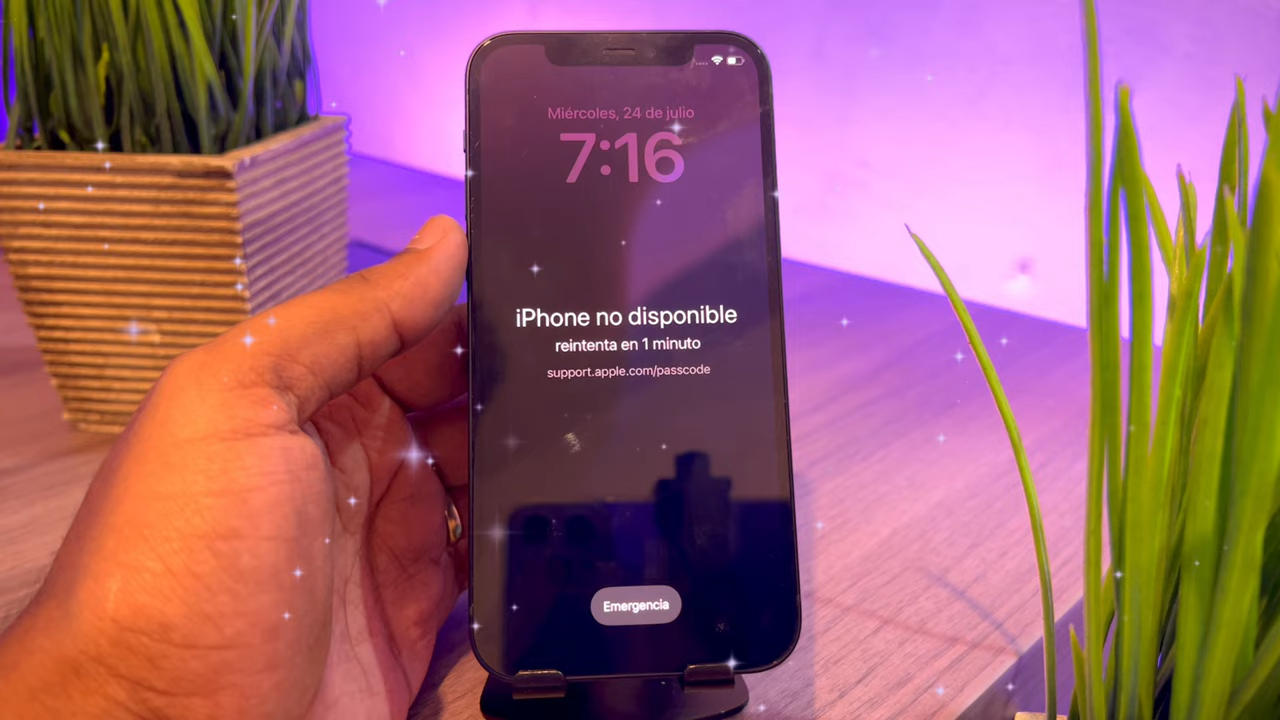 Miércoles, 24 de julio
7:16
iPhone no disponible
reintenta en 1 minuto
support.apple.com/passcode
Emergencia